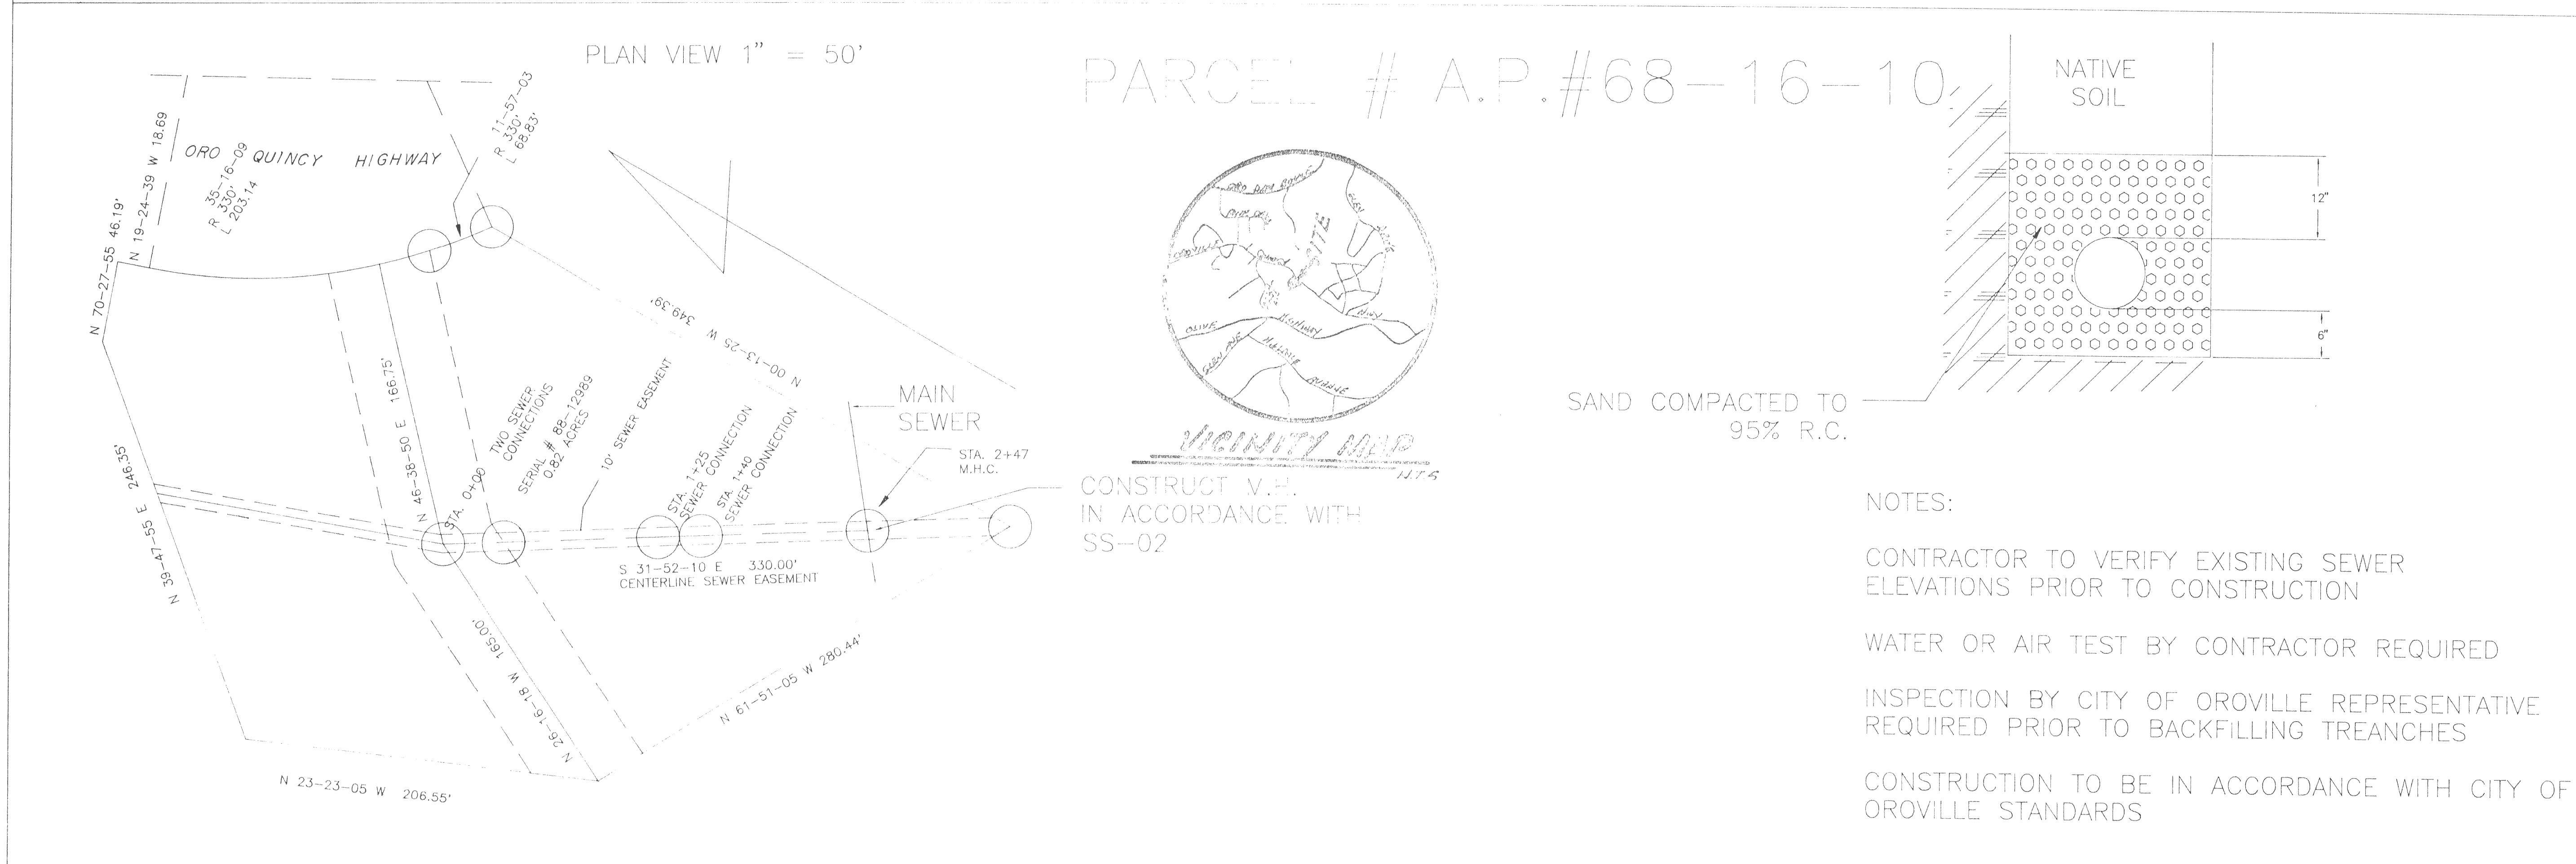 PLAN VIEW 1" = 50'
PARCEL # A.P.#68-16-10
N 70-27-55 46.19'
N 19-24-39 W 18.69
ORO QUINCY HIGHWAY
35-16-09
R 330'
L 203.14
11-57-03
R 330'
L 68.83'
N 00-13-25 W 349.39'
N 46-38-50 E 166.75'
STA. 0+00
TWO SEWER
CONNECTIONS
SERIAL # 88-12989
0.82 ACRES
10' SEWER EASEMENT
STA. 1+25
SEWER CONNECTION
STA. 1+40
SEWER CONNECTION
MAIN
SEWER
STA. 2+47
M.H.C.
N 39-47-55 E 246.35'
S 31-52-10 E 330.00'
CENTERLINE SEWER EASEMENT
N 26-16-18 W 165.00'
N 61-51-05 W 280.44'
N 23-23-05 W 206.55'
CONSTRUCT M.H.
IN ACCORDANCE WITH
SS-02
SITE
OLIVE HIGHWAY
HWY
VICINITY MAP
N.T.S
NATIVE
SOIL
12"
6"
SAND COMPACTED TO
95% R.C.
NOTES:
CONTRACTOR TO VERIFY EXISTING SEWER
ELEVATIONS PRIOR TO CONSTRUCTION
WATER OR AIR TEST BY CONTRACTOR REQUIRED
INSPECTION BY CITY OF OROVILLE REPRESENTATIVE
REQUIRED PRIOR TO BACKFILLING TREANCHES
CONSTRUCTION TO BE IN ACCORDANCE WITH CITY OF
OROVILLE STANDARDS